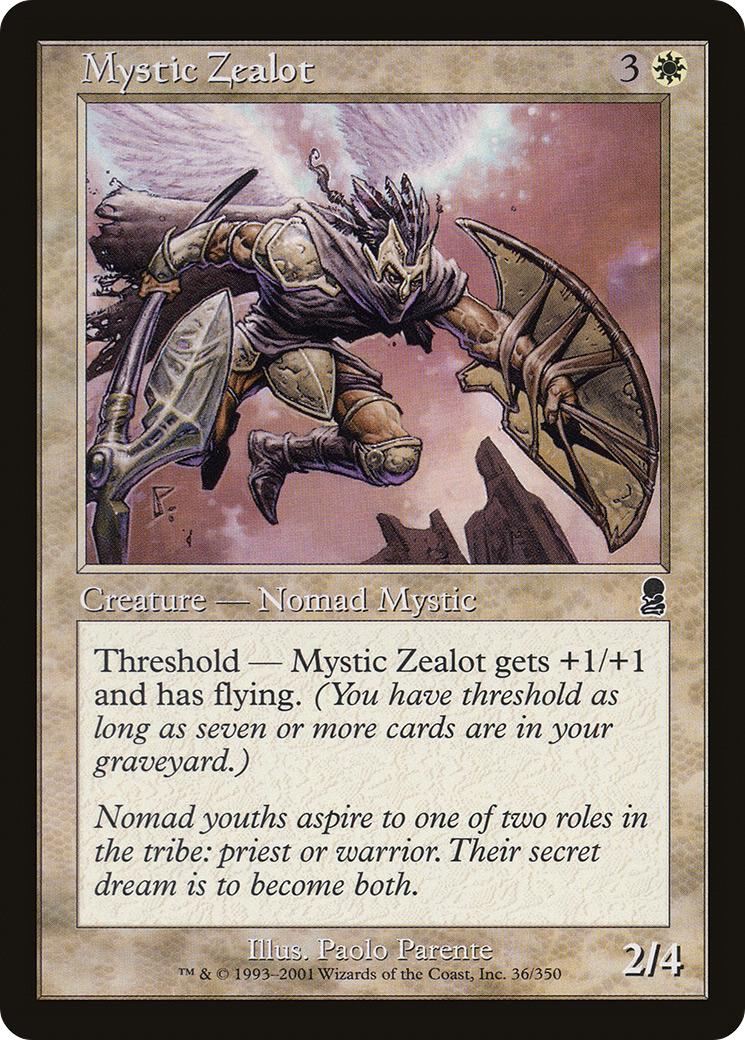 Mystic Zealot 3
Creature — Nomad Mystic
Threshold — Mystic Zealot gets +1/+1
and has flying. (You have threshold as
long as seven or more cards are in your
graveyard.)
Nomad youths aspire to one of two roles in
the tribe: priest or warrior. Their secret
dream is to become both.
Illus. Paolo Parente
™ & © 1993–2001 Wizards of the Coast, Inc. 36/350
2/4